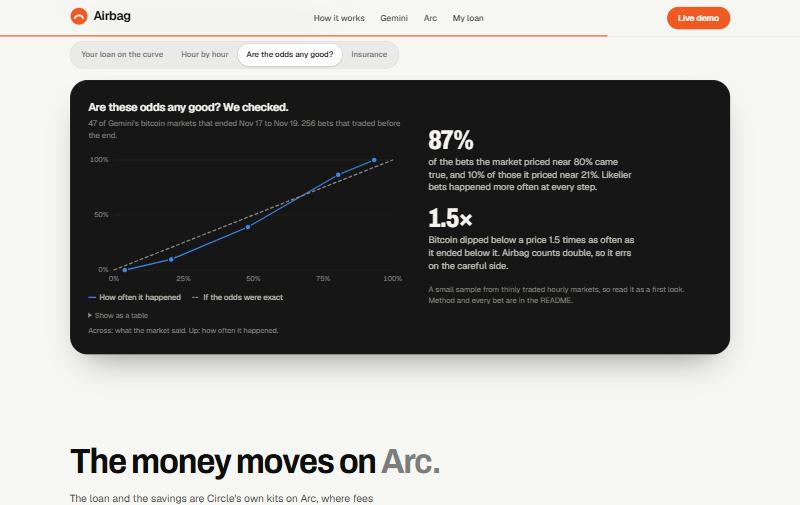 Airbag
How it works
Gemini
Arc
My loan
Live demo
Your loan on the curve
Hour by hour
Are the odds any good?
Insurance
Are these odds any good? We checked.
47 of Gemini's bitcoin markets that ended Nov 17 to Nov 19. 256 bets that traded before
the end.
100%
50%
0%
0%
25%
50%
75%
100%
How often it happened
If the odds were exact
Show as a table
Across: what the market said. Up: how often it happened.
87%
of the bets the market priced near 80% came
true, and 10% of those it priced near 21%. Likelier
bets happened more often at every step.
1.5×
Bitcoin dipped below a price 1.5 times as often as
it ended below it. Airbag counts double, so it errs
on the careful side.
A small sample from thinly traded hourly markets, so read it as a first look.
Method and every bet are in the README.
The money moves on Arc.
The loan and the savings are Circle's own kits on Arc, where fees